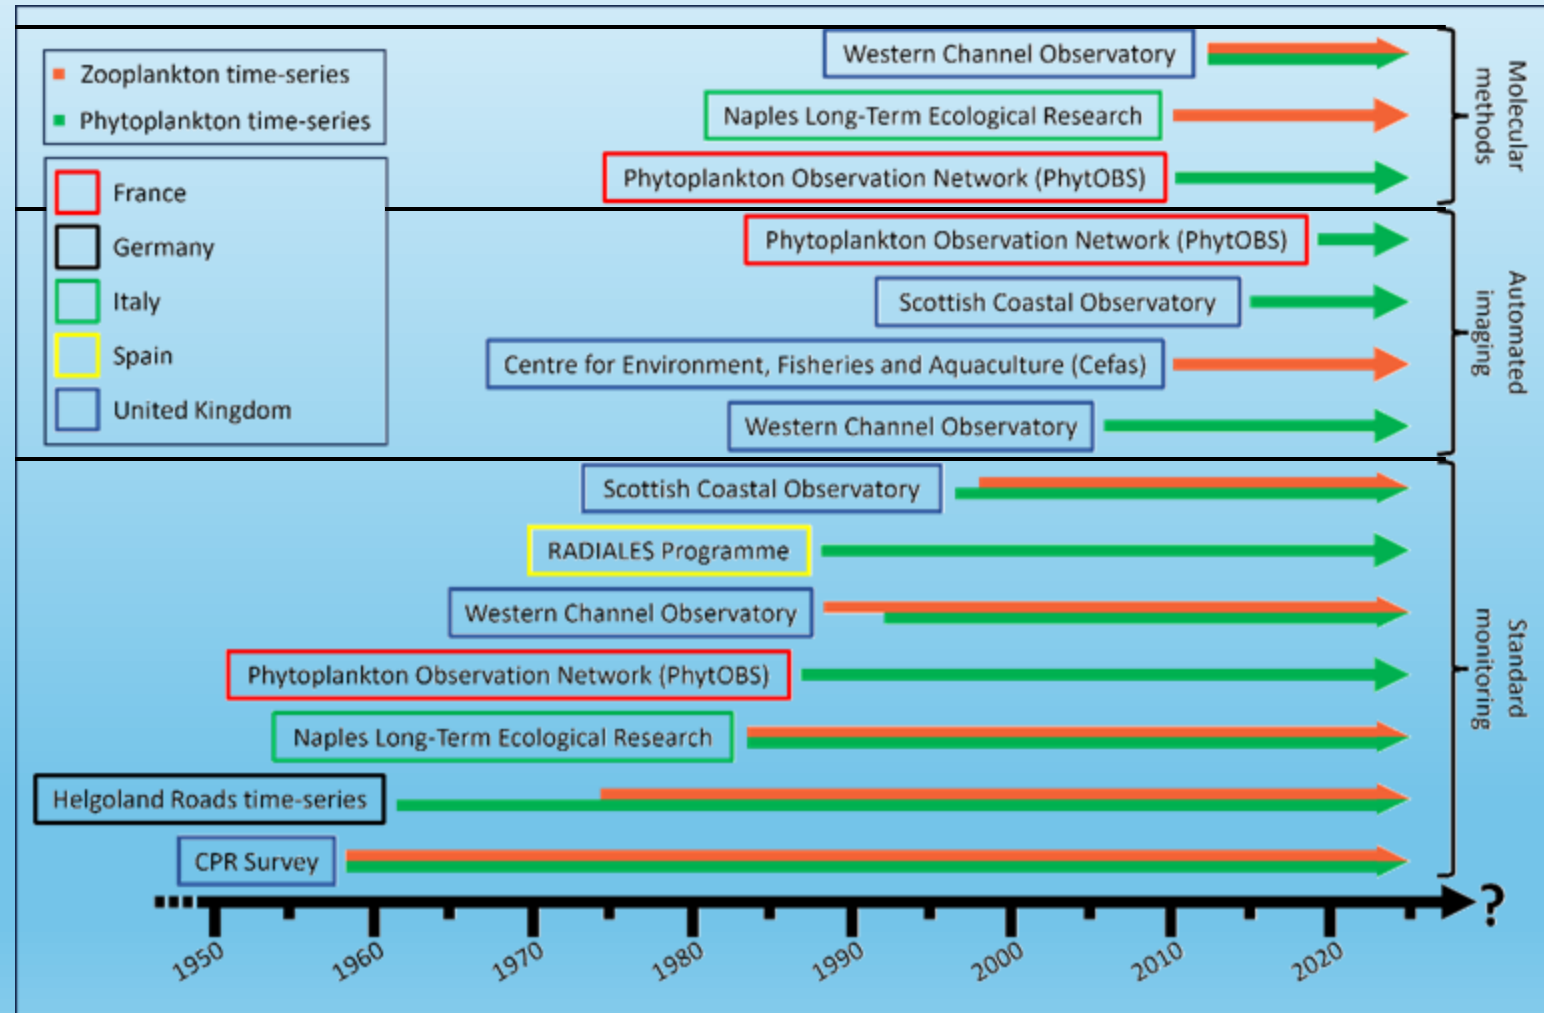 Zooplankton time-series
Phytoplankton time-series
France
Germany
Italy
Spain
United Kingdom
Western Channel Observatory
Naples Long-Term Ecological Research
Phytoplankton Observation Network (PhytOBS)
Molecular
methods
Phytoplankton Observation Network (PhytOBS)
Scottish Coastal Observatory
Centre for Environment, Fisheries and Aquaculture (Cefas)
Western Channel Observatory
Automated
imaging
Scottish Coastal Observatory
RADIALES Programme
Western Channel Observatory
Phytoplankton Observation Network (PhytOBS)
Naples Long-Term Ecological Research
Helgoland Roads time-series
CPR Survey
Standard
monitoring
?
1950
1960
1970
1980
1990
2000
2010
2020